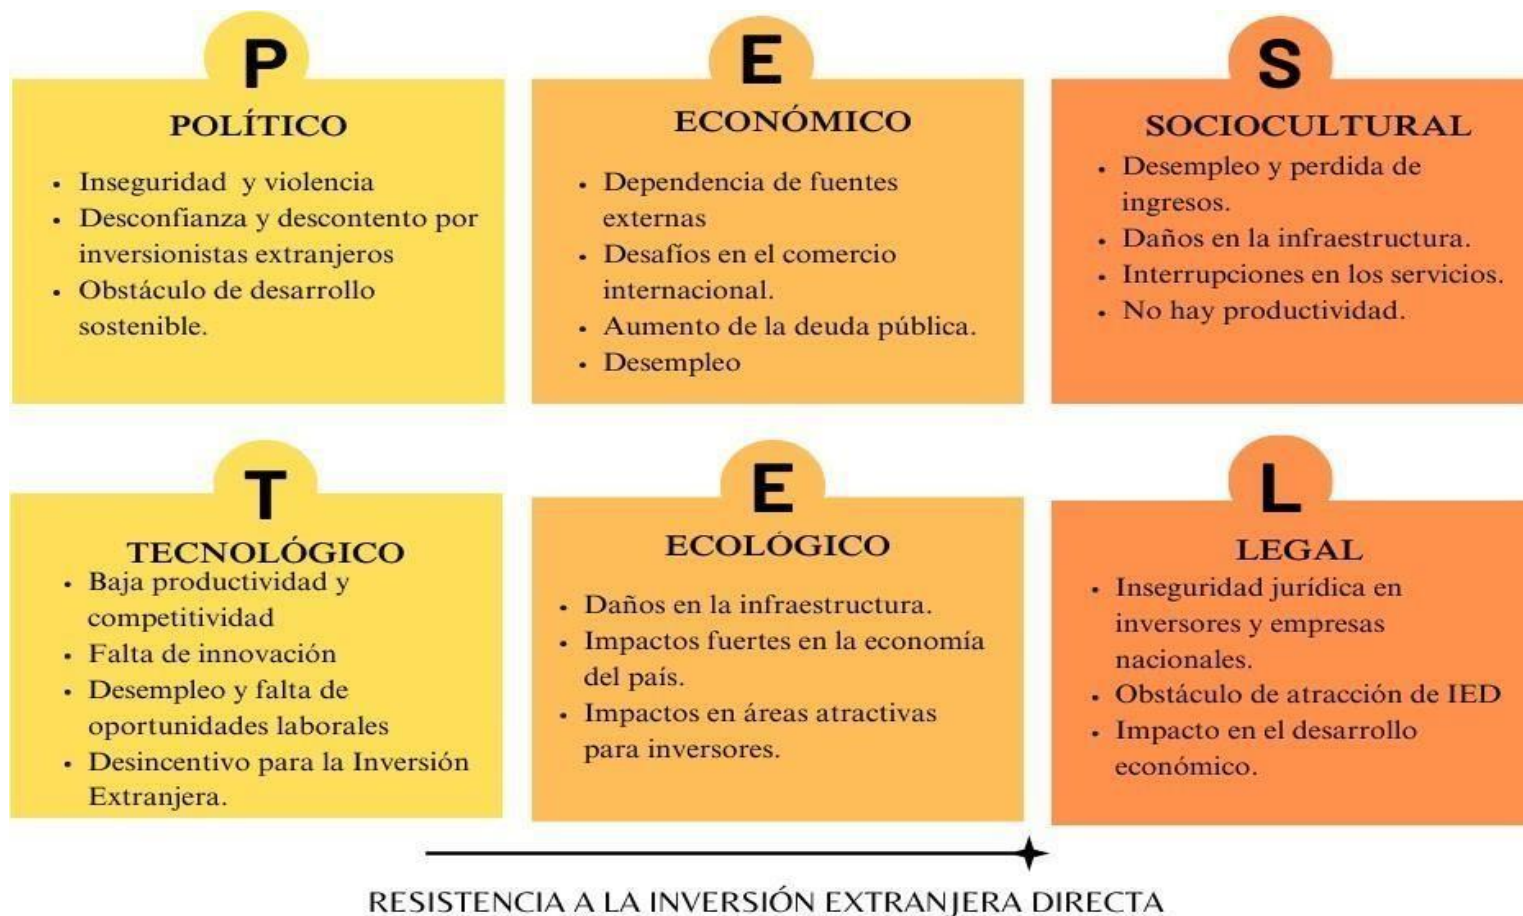 P
POLÍTICO
Inseguridad y violencia
Desconfianza y descontento por
inversionistas extranjeros
Obstáculo de desarrollo
sostenible.
E
ECONÓMICO
Dependencia de fuentes
externas
Desafíos en el comercio
internacional.
Aumento de la deuda pública.
Desempleo
S
SOCIOCULTURAL
Desempleo y perdida de
ingresos.
Daños en la infraestructura.
Interrupciones en los servicios.
No hay productividad.
T
TECNOLÓGICO
Baja productividad y
competitividad
Falta de innovación
Desempleo y falta de
oportunidades laborales
Desincentivo para la Inversión
Extranjera.
E
ECOLÓGICO
Daños en la infraestructura.
Impactos fuertes en la economía
del país.
Impactos en áreas atractivas
para inversores.
L
LEGAL
Inseguridad jurídica en
inversores y empresas
nacionales.
Obstáculo de atracción de IED
Impacto en el desarrollo
económico.
RESISTENCIA A LA INVERSIÓN EXTRANJERA DIRECTA